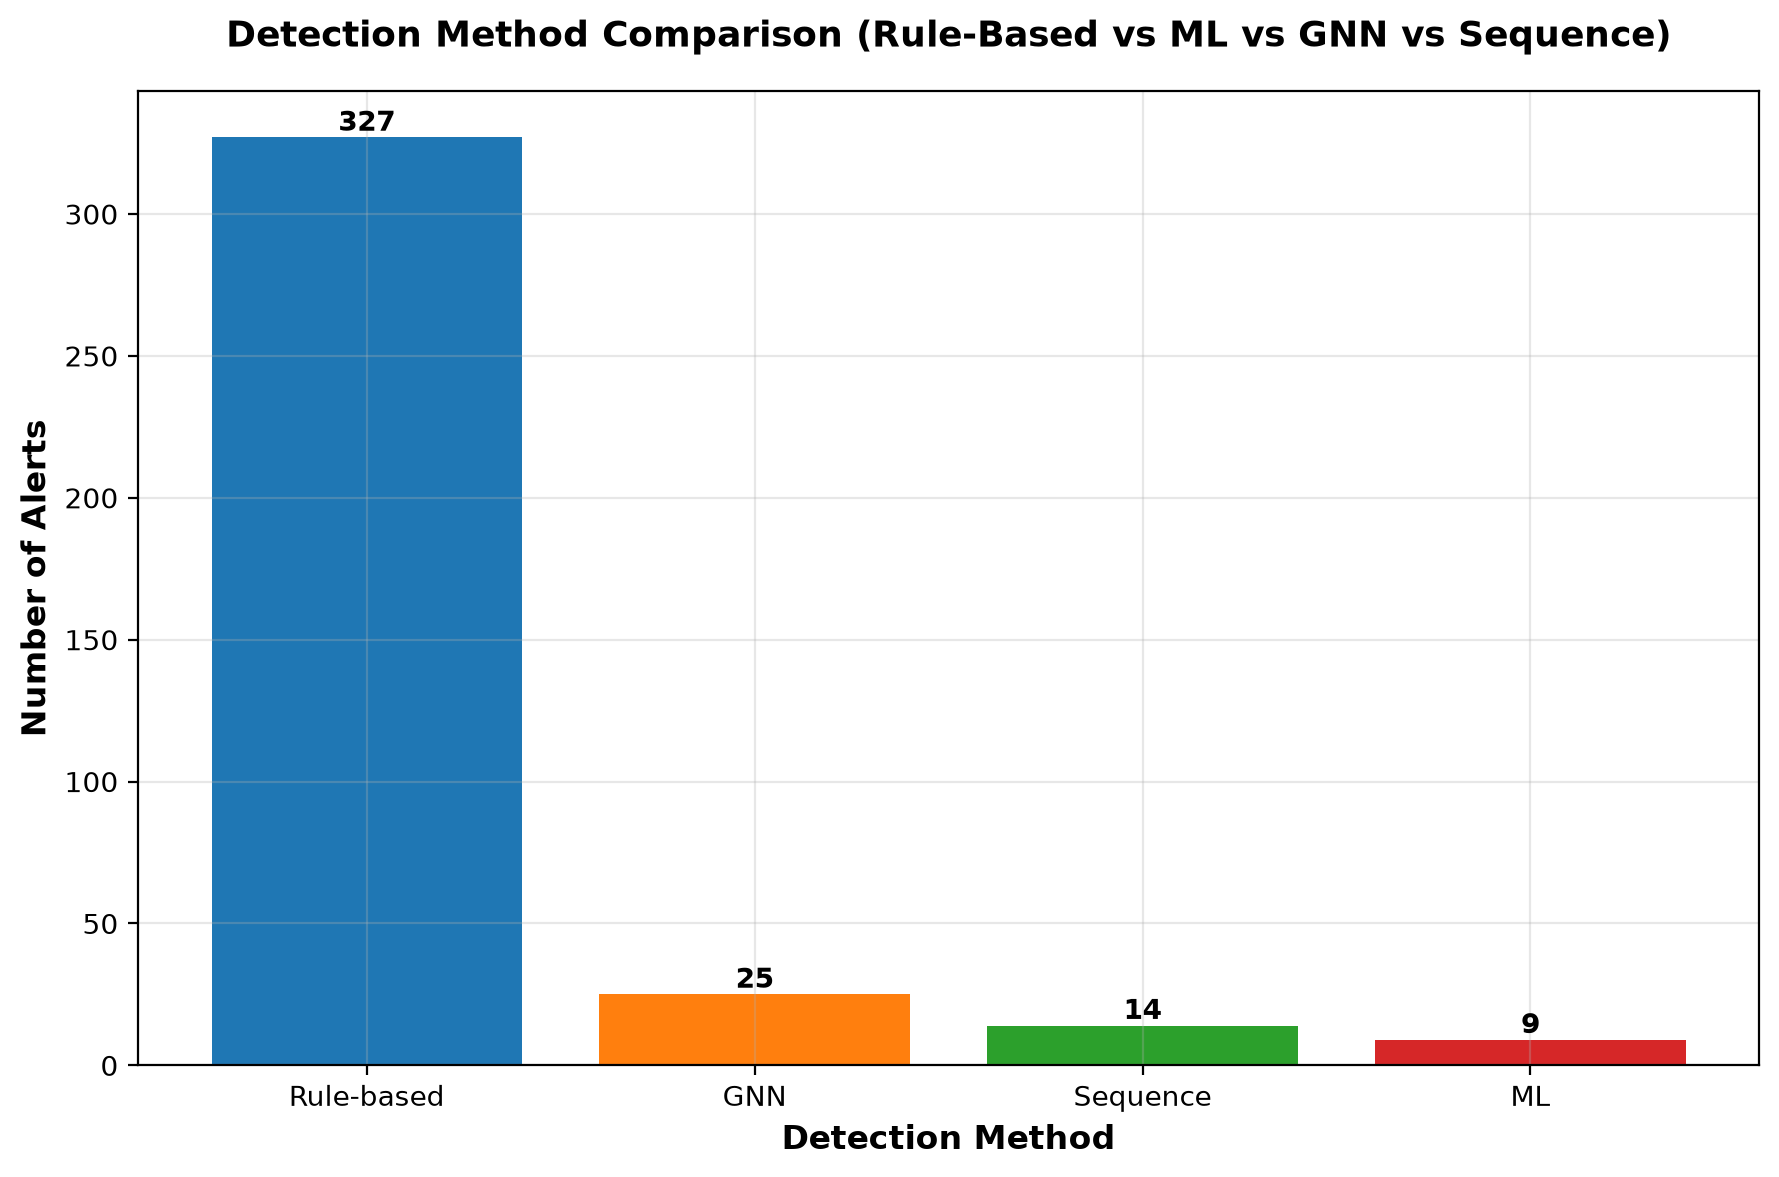 Detection Method Comparison (Rule-Based vs ML vs GNN vs Sequence)
Number of Alerts
300
250
200
150
100
50
0
327
25
14
9
Rule-based GNN Sequence ML
Detection Method